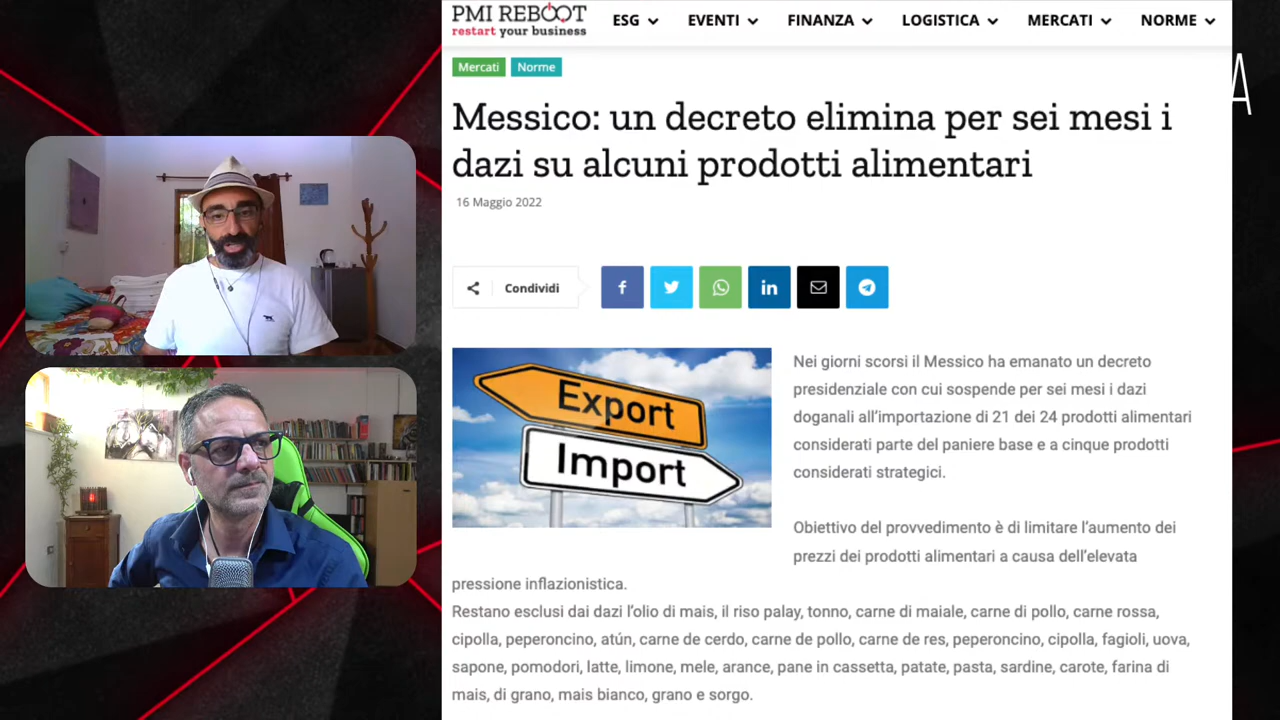 PMI REBOOT
restart your business
ESG
EVENTI
FINANZA
LOGISTICA
MERCATI
NORME
Mercati
Norme
A
Messico: un decreto elimina per sei mesi i
dazi su alcuni prodotti alimentari
16 Maggio 2022
Condividi
Export
Import
Nei giorni scorsi il Messico ha emanato un decreto
presidenziale con cui sospende per sei mesi i dazi
doganali all'importazione di 21 dei 24 prodotti alimentari
considerati parte del paniere base e a cinque prodotti
considerati strategici.
Obiettivo del provvedimento è di limitare l'aumento dei
prezzi dei prodotti alimentari a causa dell'elevata
pressione inflazionistica.
Restano esclusi dai dazi l'olio di mais, il riso palay, tonno, carne di maiale, carne di pollo, carne rossa,
cipolla, peperoncino, atún, carne de cerdo, carne de pollo, carne de res, peperoncino, cipolla, fagioli, uova,
sapone, pomodori, latte, limone, mele, arance, pane in cassetta, patate, pasta, sardine, carote, farina di
mais, di grano, mais bianco, grano e sorgo.